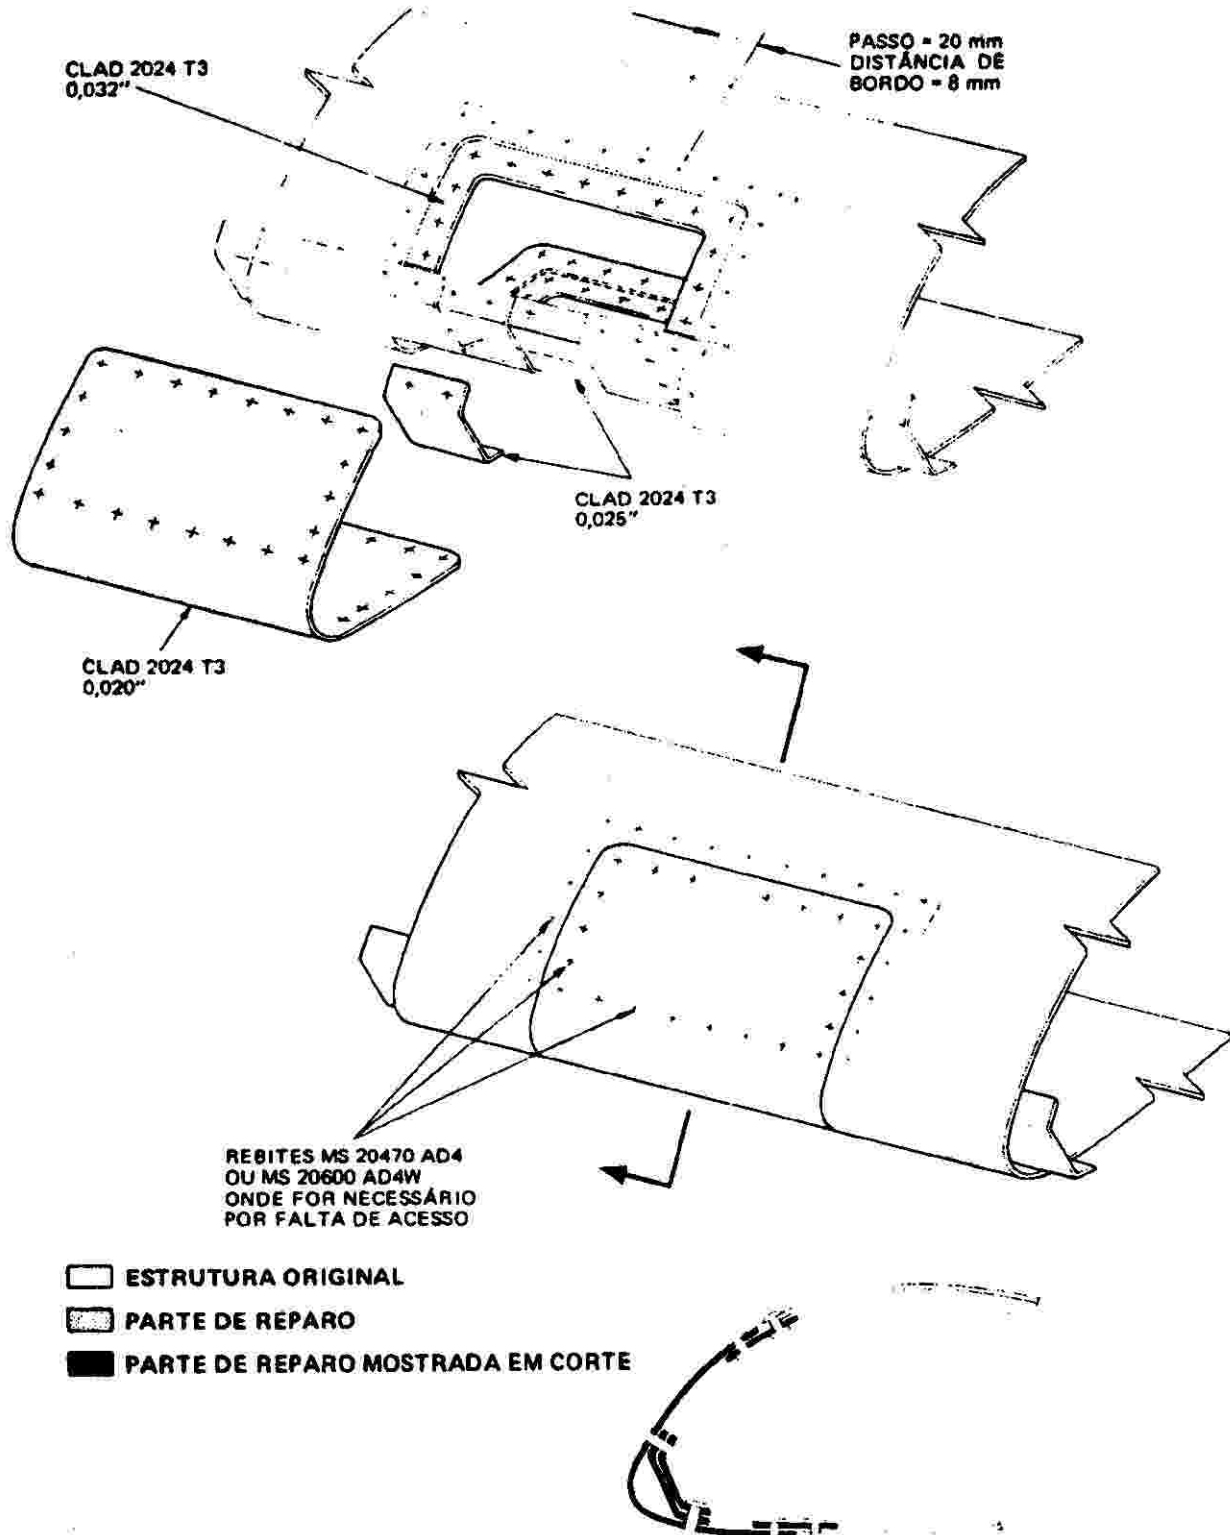 CLAD 2024 T3
0,032"
PASSO = 20 mm
DISTÂNCIA DE
BORDO = 8 mm
CLAD 2024 T3
0,025"
CLAD 2024 T3
0,020"
REBITES MS 20470 AD4
OU MS 20600 AD4W
ONDE FOR NECESSÁRIO
POR FALTA DE ACESSO
ESTRUTURA ORIGINAL
PARTE DE REPARO
PARTE DE REPARO MOSTRADA EM CORTE